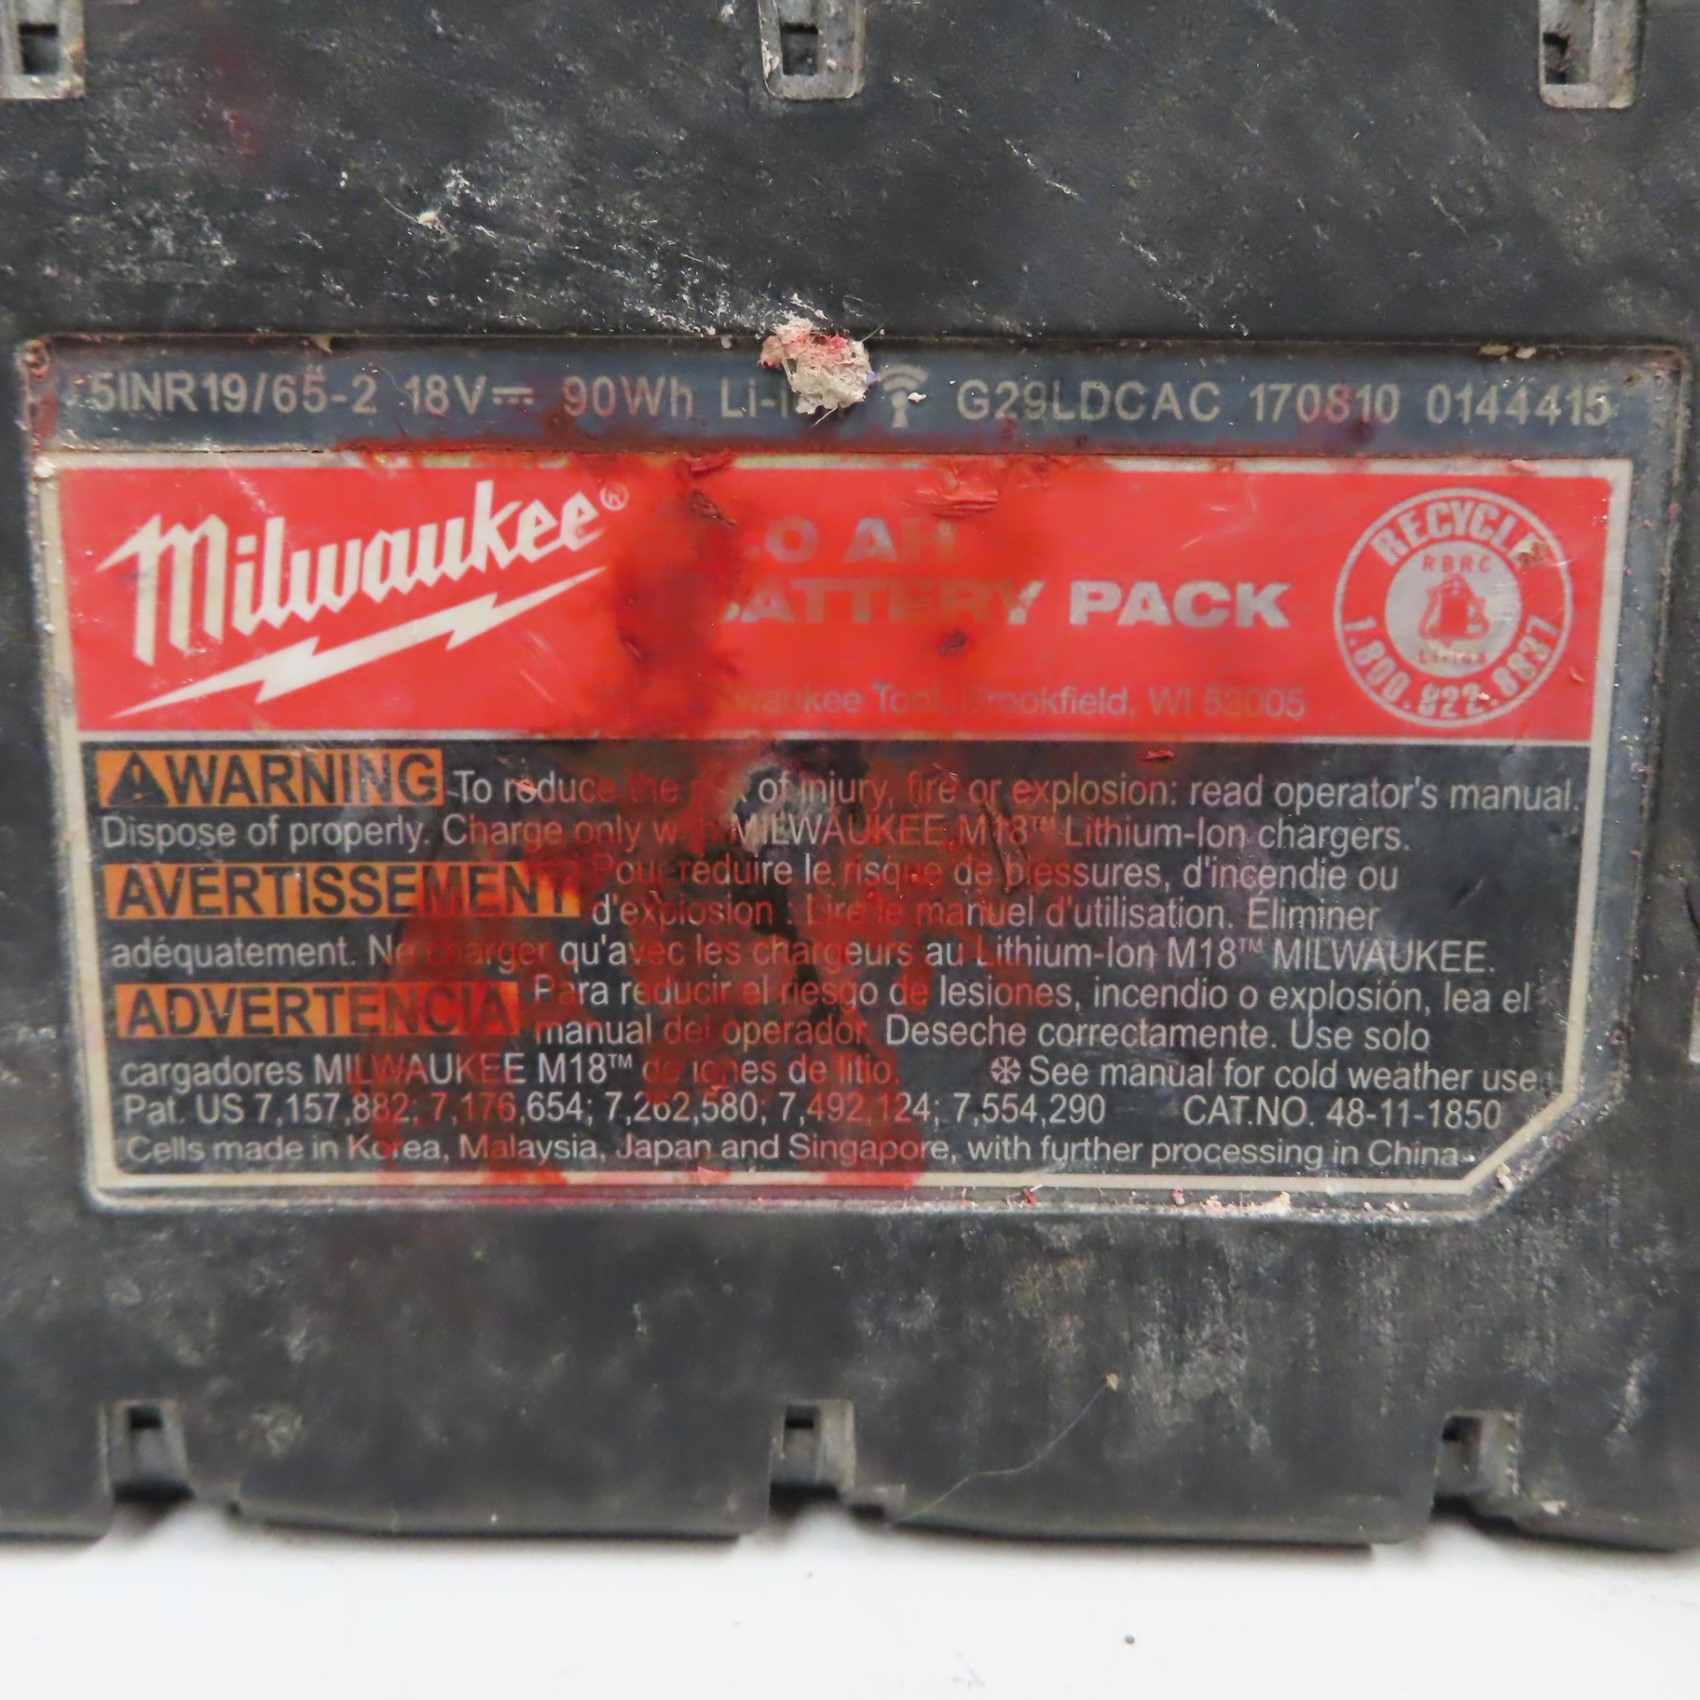 5INR19/65-2 18V⎓ 90Wh G29LDCAC 170810 0144415
Milwaukee®
AH
PACK
Tool, Brookfield, WI 53005
RECYCLE
RBRC
Li-Ion
1.800.822.8837
⚠WARNING To reduce the of injury, fire or explosion: read operator's manual.
Dispose of properly. Charge only with MILWAUKEE M18™ Lithium-Ion chargers.
AVERTISSEMENT Pour reduire le risque de blessures, d'incendie ou
d'explosion : Lire le manuel d'utilisation. Éliminer
adéquatement. Ne charger qu'avec les chargeurs au Lithium-Ion M18™ MILWAUKEE.
ADVERTENCIA Para reducir el riesgo de lesiones, incendio o explosión, lea el
manual del operador. Deseche correctamente. Use solo
cargadores MILWAUKEE M18™ de iones de litio. ❄See manual for cold weather use.
Pat. US 7,157,882; 7,176,654; 7,262,580; 7,492,124; 7,554,290 CAT.NO. 48-11-1850
Cells made in Korea, Malaysia, Japan and Singapore, with further processing in China